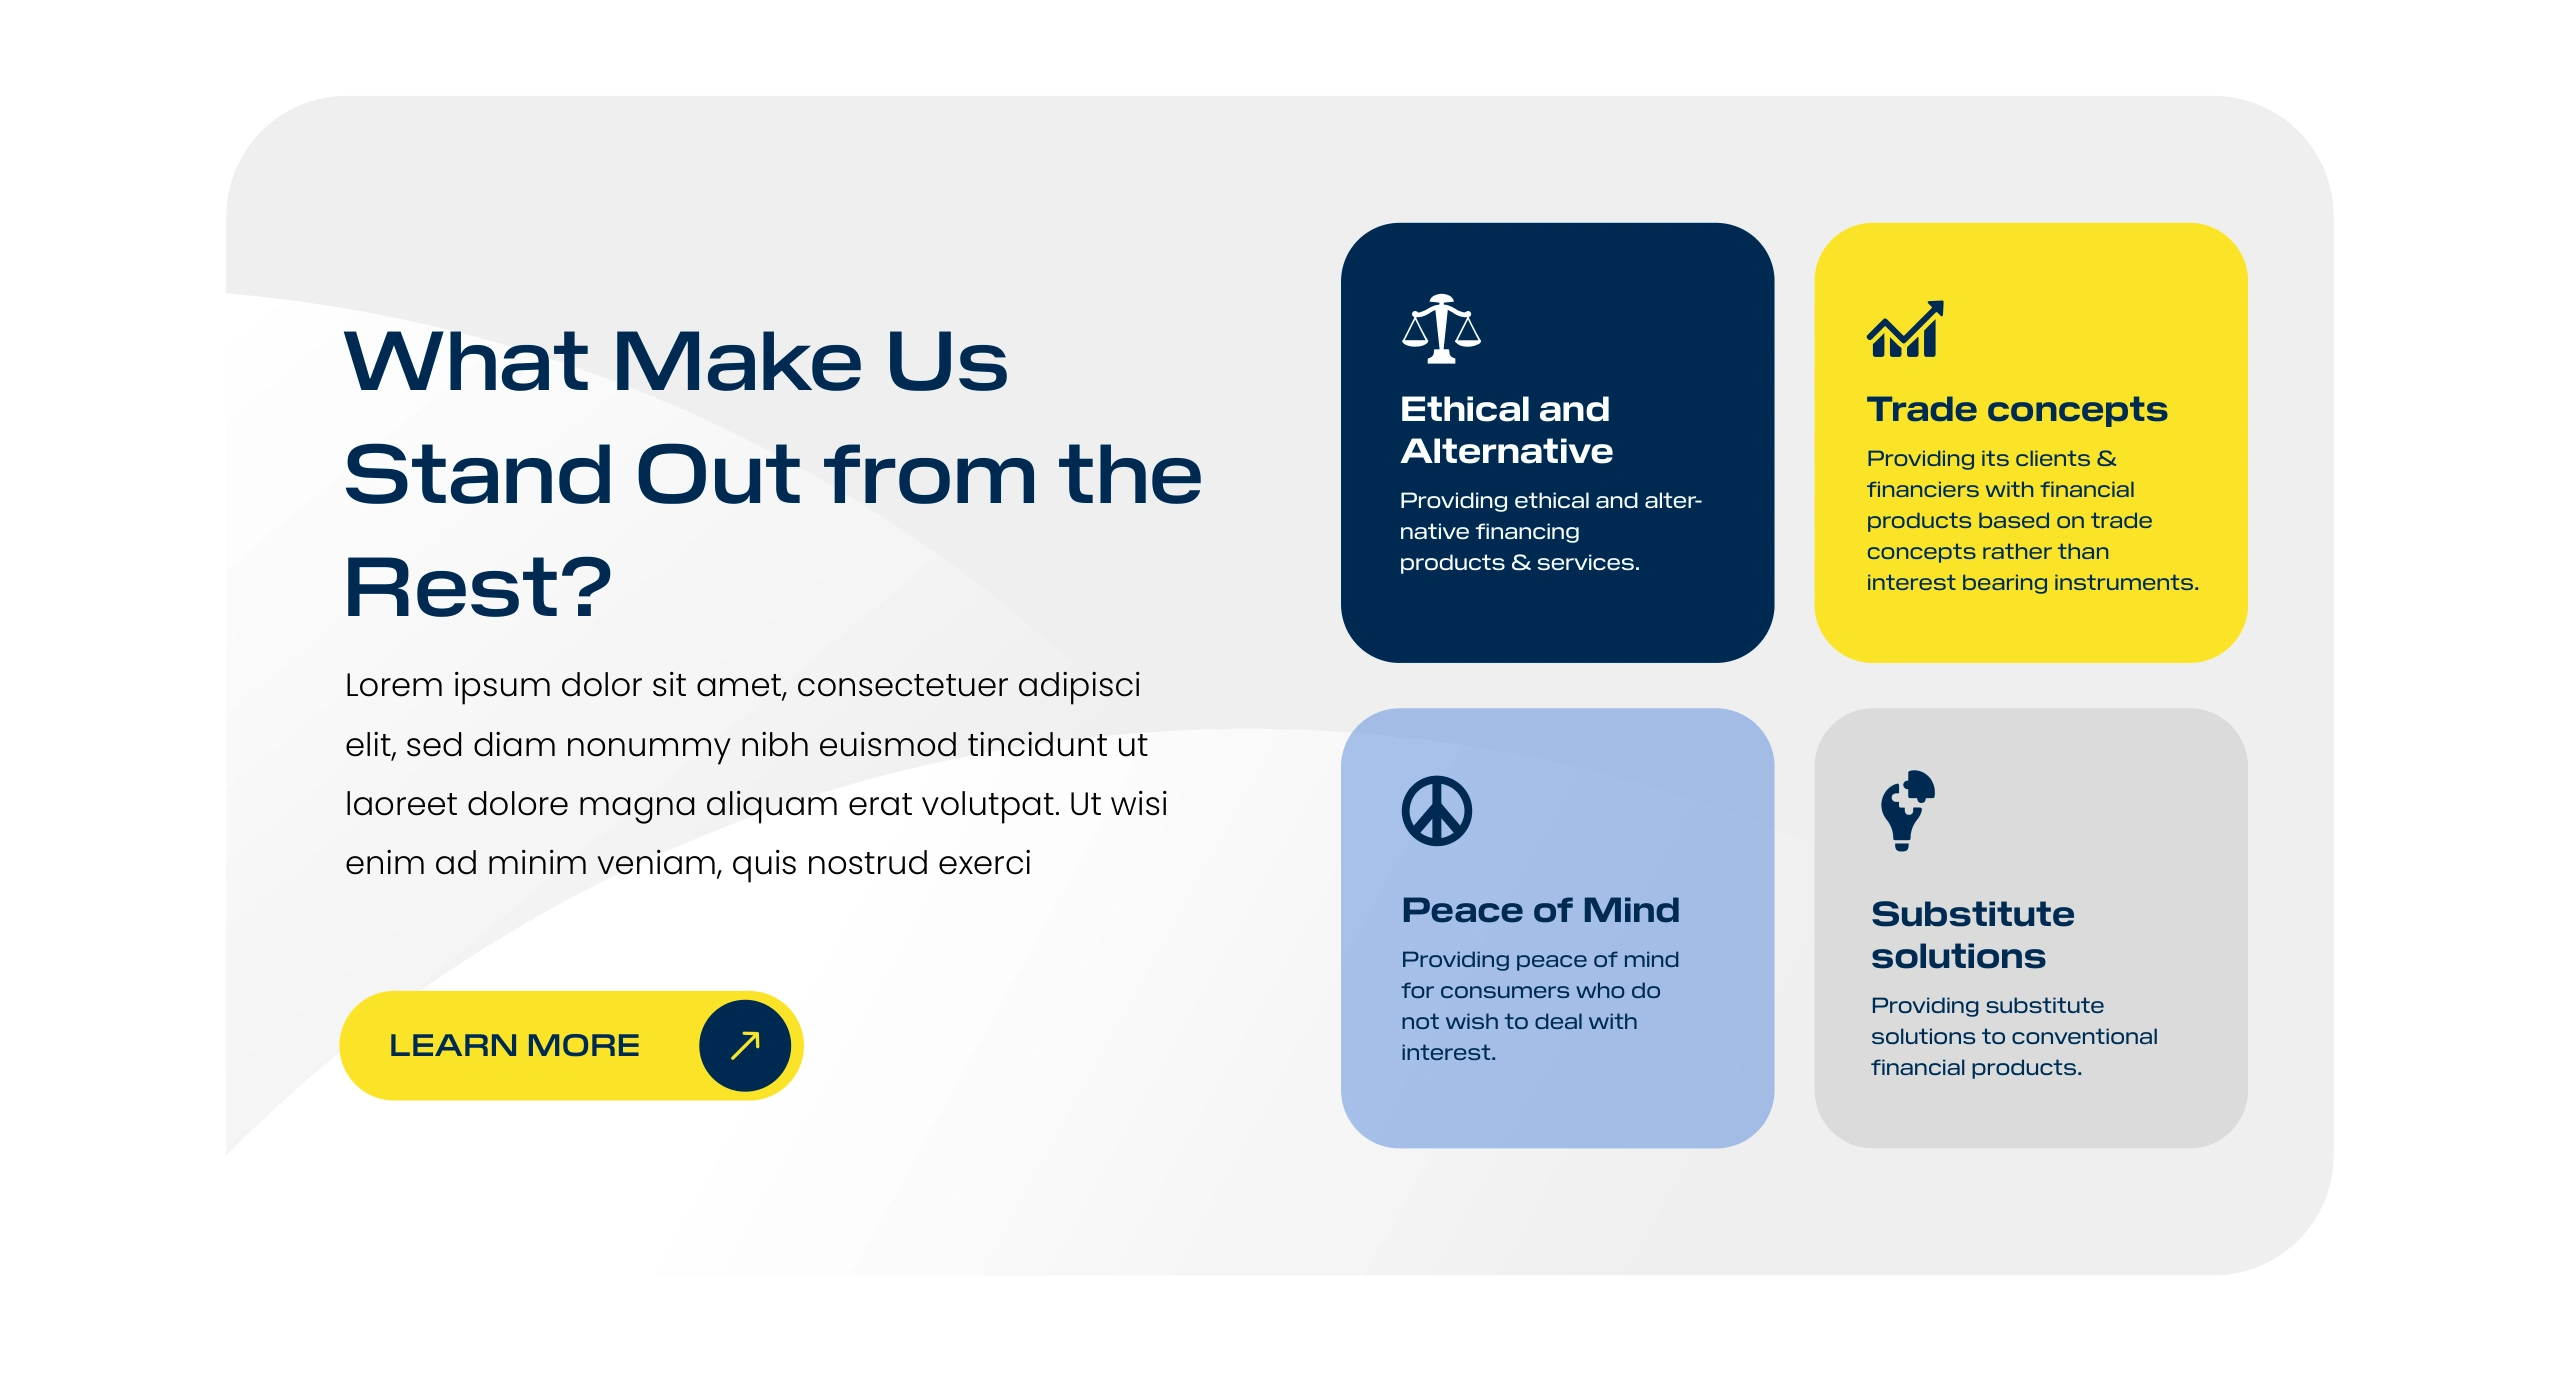 What Make Us
Stand Out from the
Rest?
Lorem ipsum dolor sit amet, consectetuer adipisci
elit, sed diam nonummy nibh euismod tincidunt ut
laoreet dolore magna aliquam erat volutpat. Ut wisi
enim ad minim veniam, quis nostrud exerci
LEARN MORE
Ethical and
Alternative
Providing ethical and alter-
native financing
products & services.
Trade concepts
Providing its clients &
financiers with financial
products based on trade
concepts rather than
interest bearing instruments.
Peace of Mind
Providing peace of mind
for consumers who do
not wish to deal with
interest.
Substitute
solutions
Providing substitute
solutions to conventional
financial products.